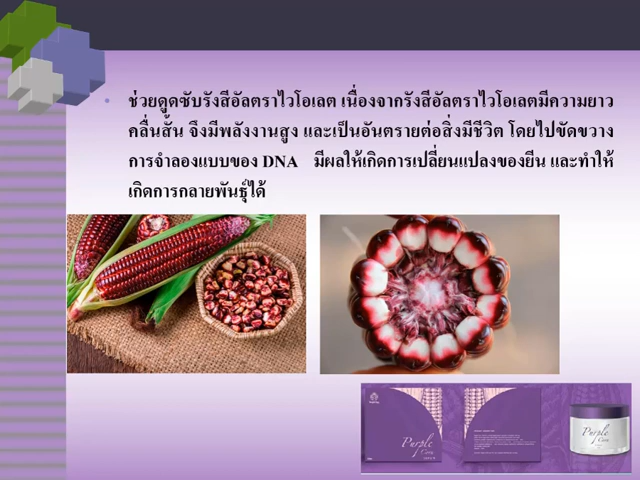 ช่วยดูดซับรังสีอัลตราไวโอเลต เนื่องจากรังสีอัลตราไวโอเลตมีความยาว
คลื่นสั้น จึงมีพลังงานสูง และเป็นอันตรายต่อสิ่งมีชีวิต โดยไปขัดขวาง
การจำลองแบบของ DNA มีผลให้เกิดการเปลี่ยนแปลงของยีน และทำให้
เกิดการกลายพันธุ์ได้
Purple
Corn
Purple
Corn